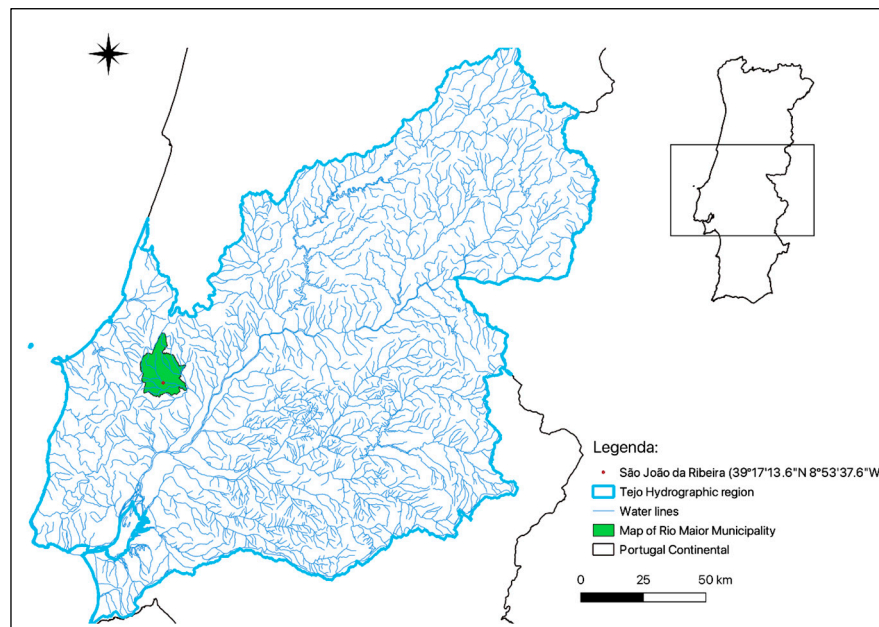 Legenda:
São João da Ribeira (39°17'13.6"N 8°53'37.6"W
Tejo Hydrographic region
Water lines
Map of Rio Maior Municipality
Portugal Continental
0 25 50 km